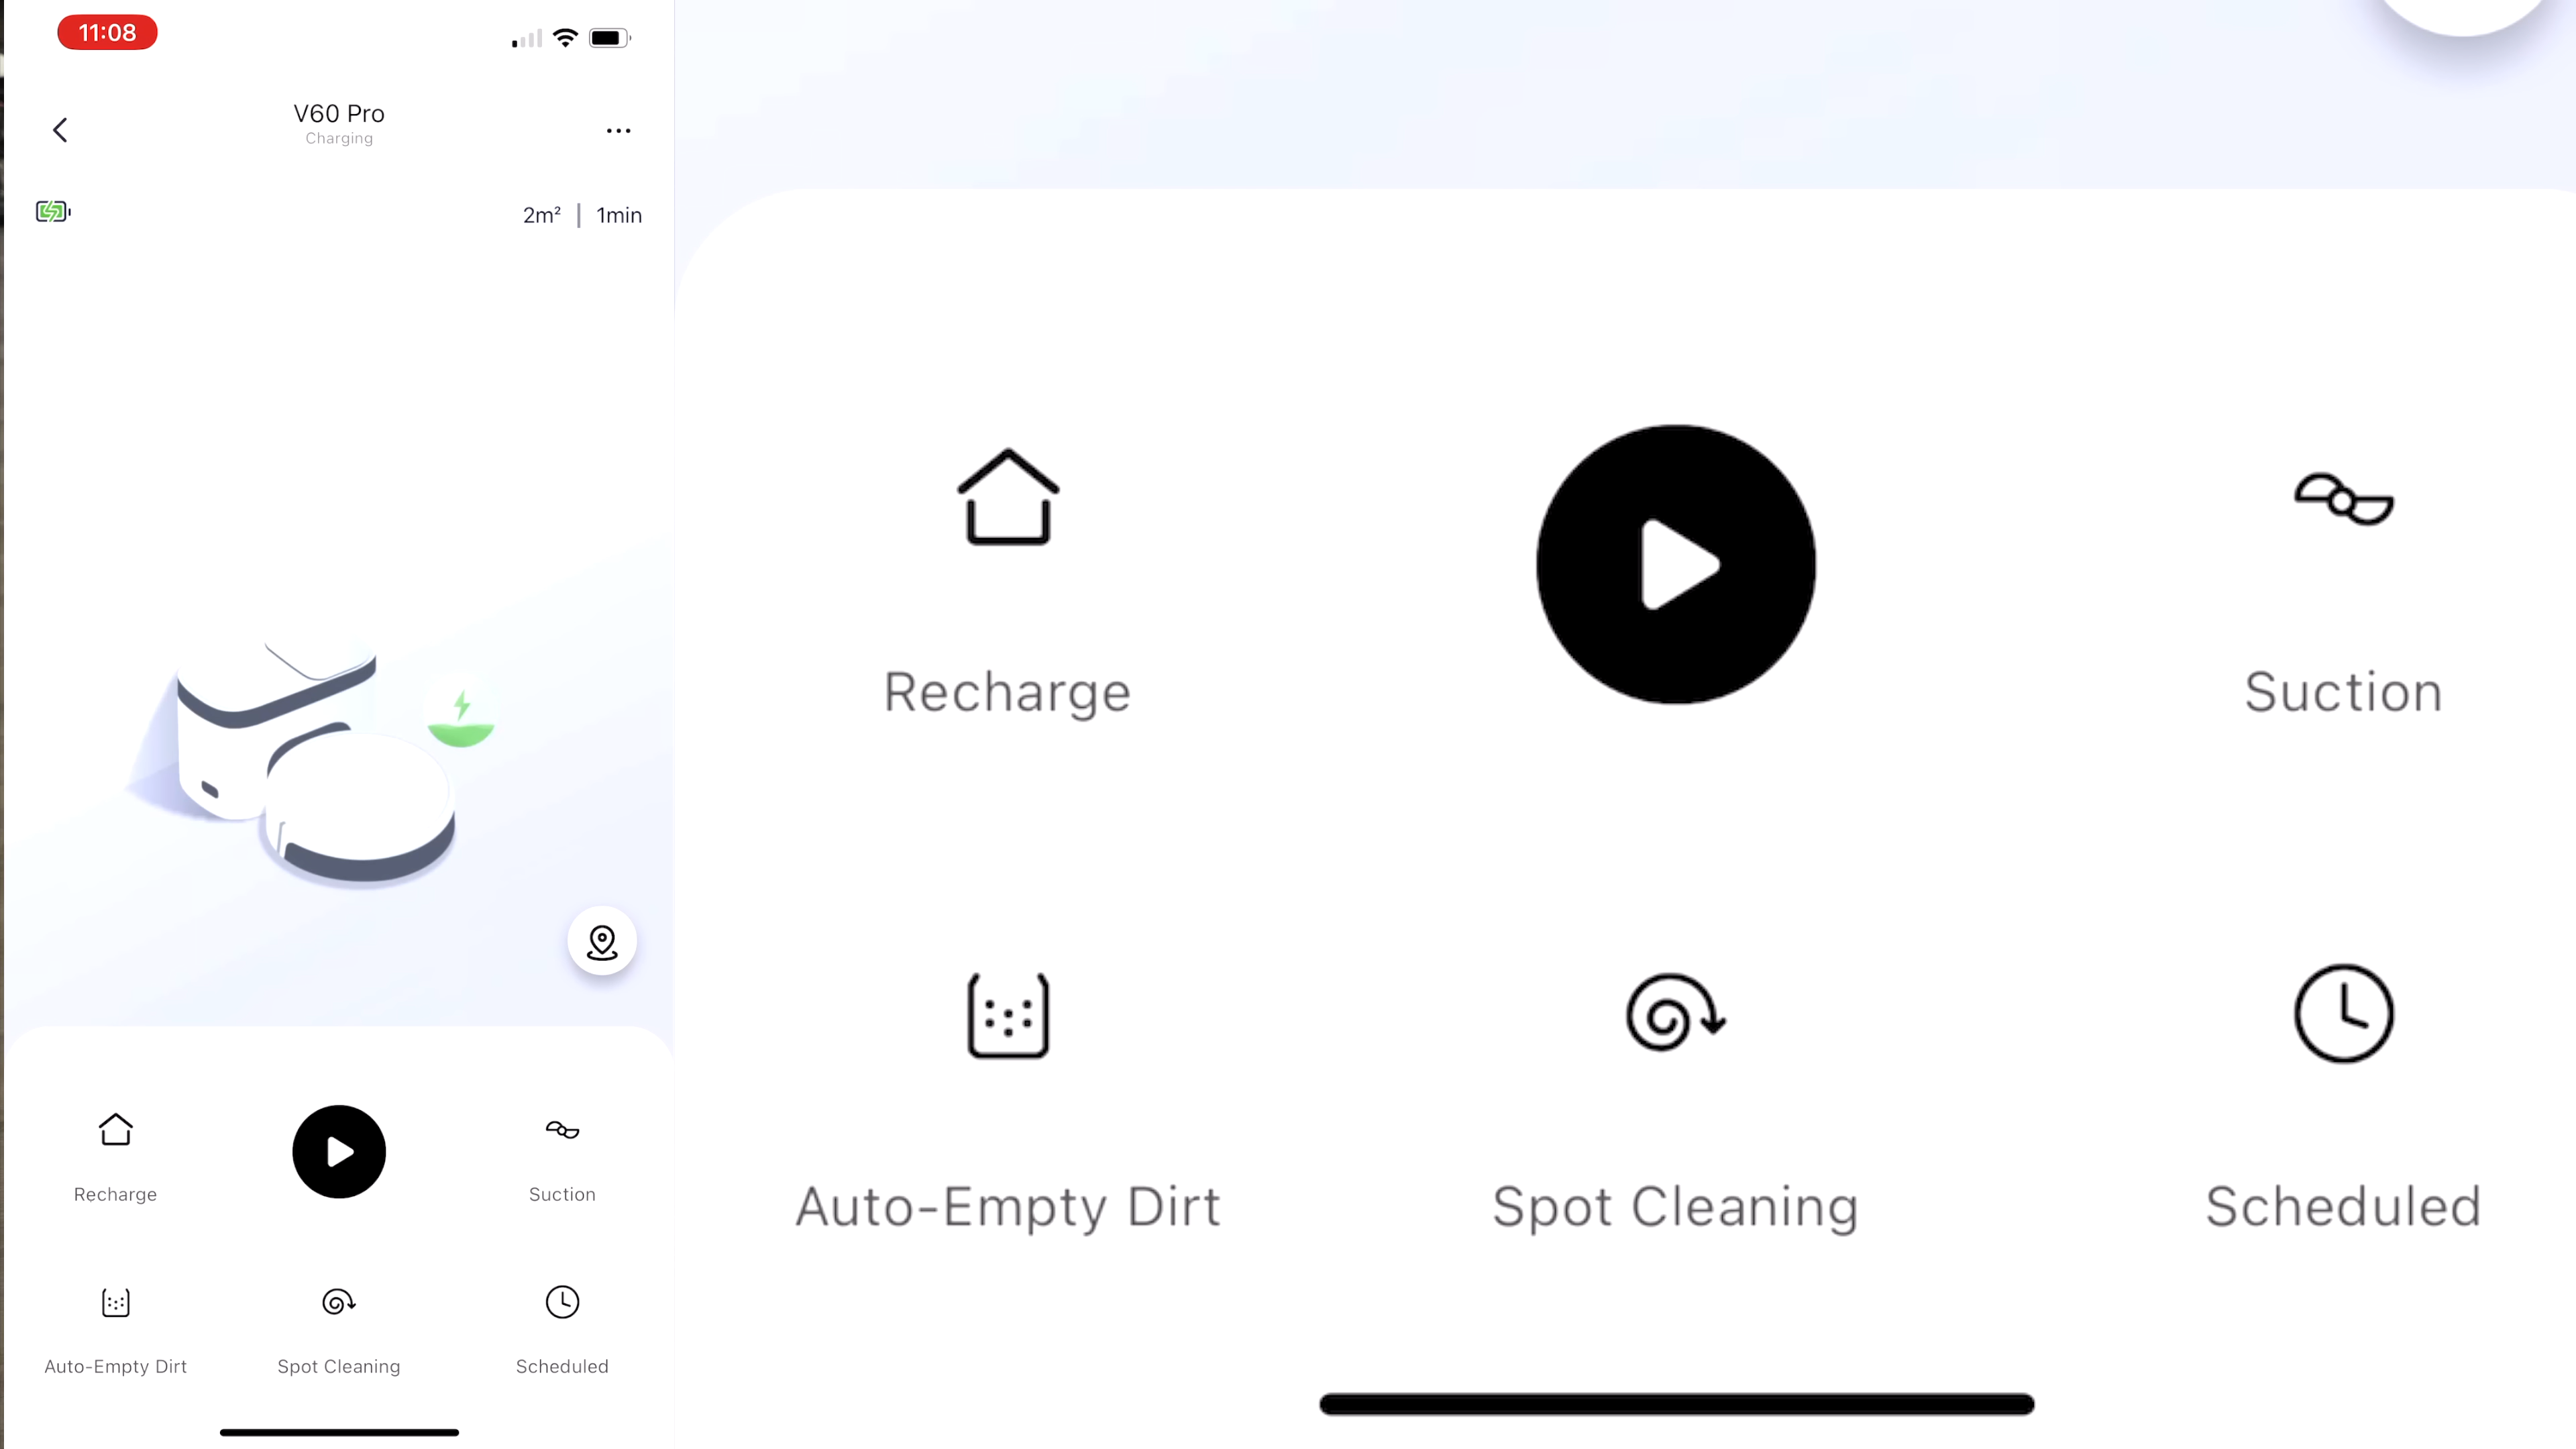 11:08
V60 Pro
Charging
2m² | 1min
Recharge
Suction
Auto-Empty Dirt
Spot Cleaning
Scheduled
Recharge
Suction
Auto-Empty Dirt
Spot Cleaning
Scheduled